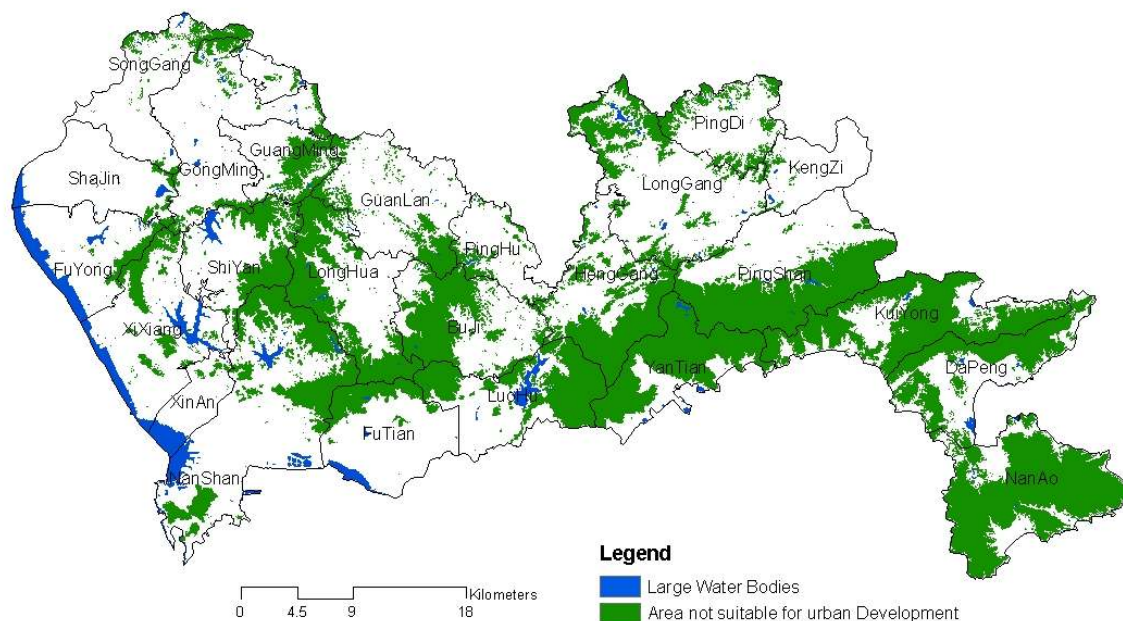 SongGang
PingDi
GuangMing
GongMing
KengZi
ShaJin
LongGang
GuanLan
PingHu
FuYong
ShiYan
LongHua
HengGang
PingShan
KuiYong
XiXiang
BuJi
YanTian
DaPeng
LuoHu
XinAn
FuTian
NanShan
NanAo
Legend
Large Water Bodies
Area not suitable for urban Development
Kilometers
0 4.5 9 18